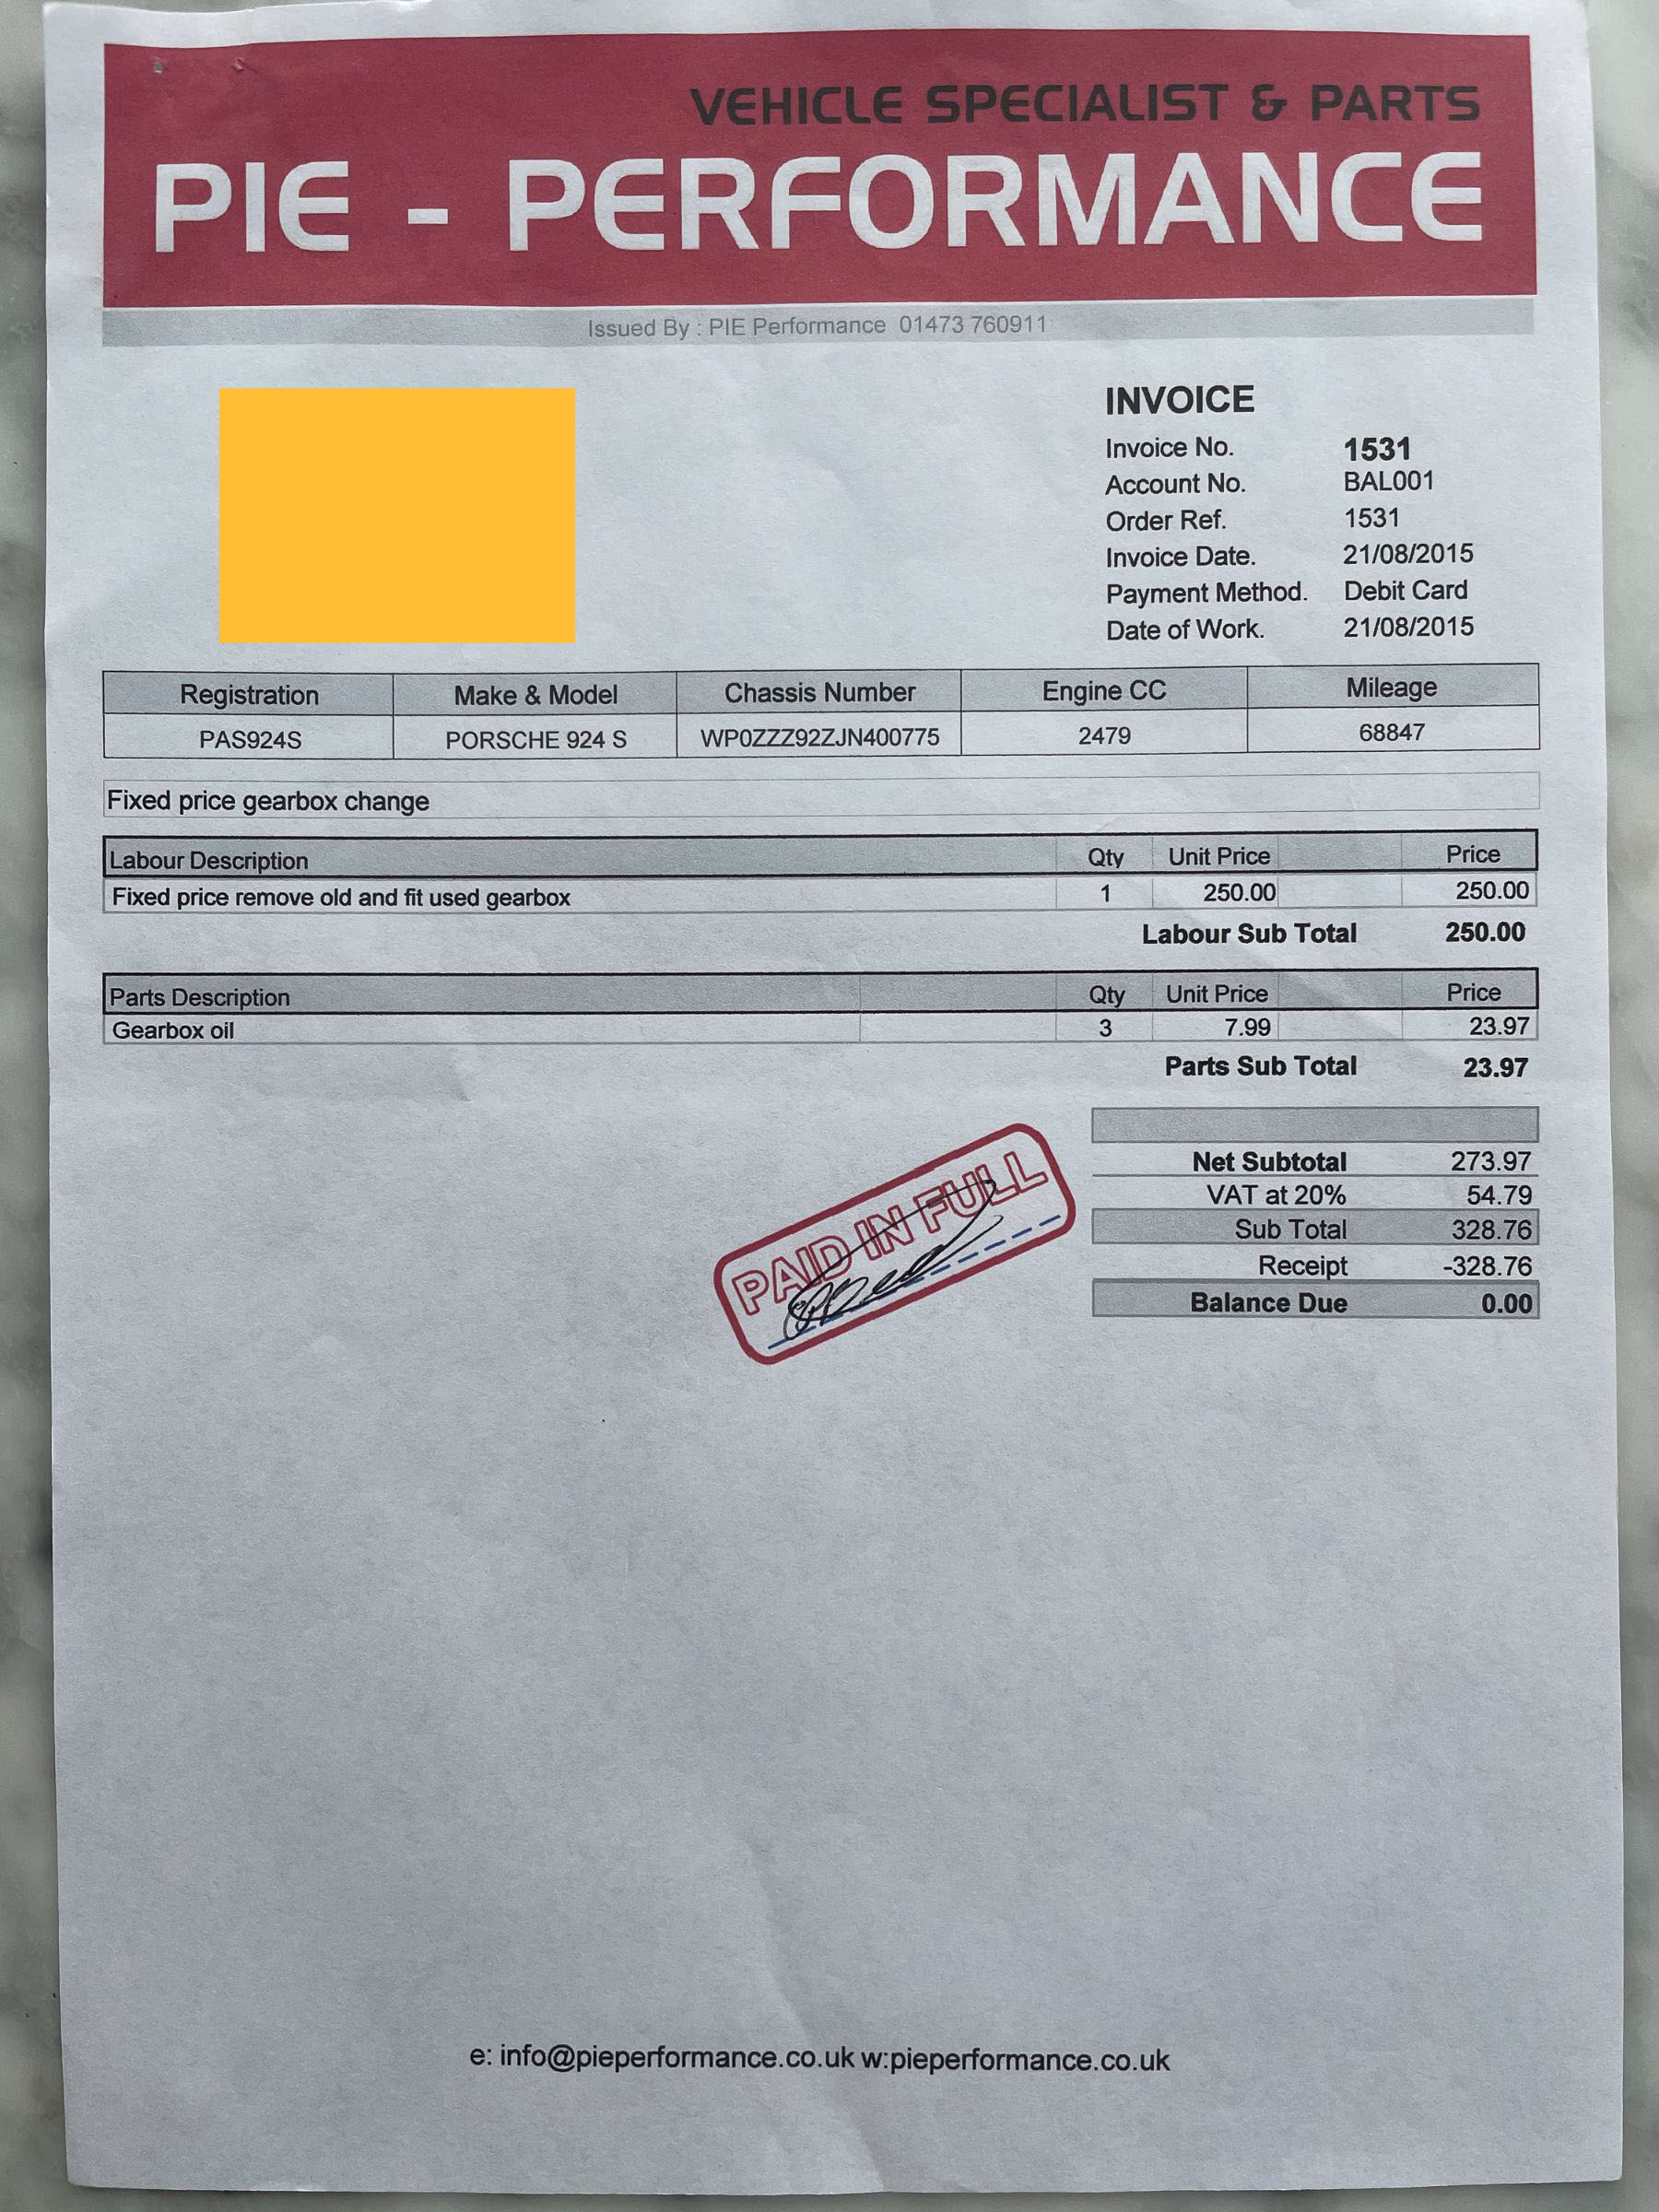 VEHICLE SPECIALIST & PARTS
PIE - PERFORMANCE
Issued By : PIE Performance 01473 760911
INVOICE
Invoice No. 1531
Account No. BAL001
Order Ref. 1531
Invoice Date. 21/08/2015
Payment Method. Debit Card
Date of Work. 21/08/2015
Registration Make & Model Chassis Number Engine CC Mileage
PAS924S PORSCHE 924 S WP0ZZZ92ZJN400775 2479 68847
Fixed price gearbox change
Labour Description Qty Unit Price Price
Fixed price remove old and fit used gearbox 1 250.00 250.00
Labour Sub Total 250.00
Parts Description Qty Unit Price Price
Gearbox oil 3 7.99 23.97
Parts Sub Total 23.97
Net Subtotal 273.97
VAT at 20% 54.79
Sub Total 328.76
Receipt -328.76
Balance Due 0.00
PAID IN FULL
e: info@pieperformance.co.uk w:pieperformance.co.uk